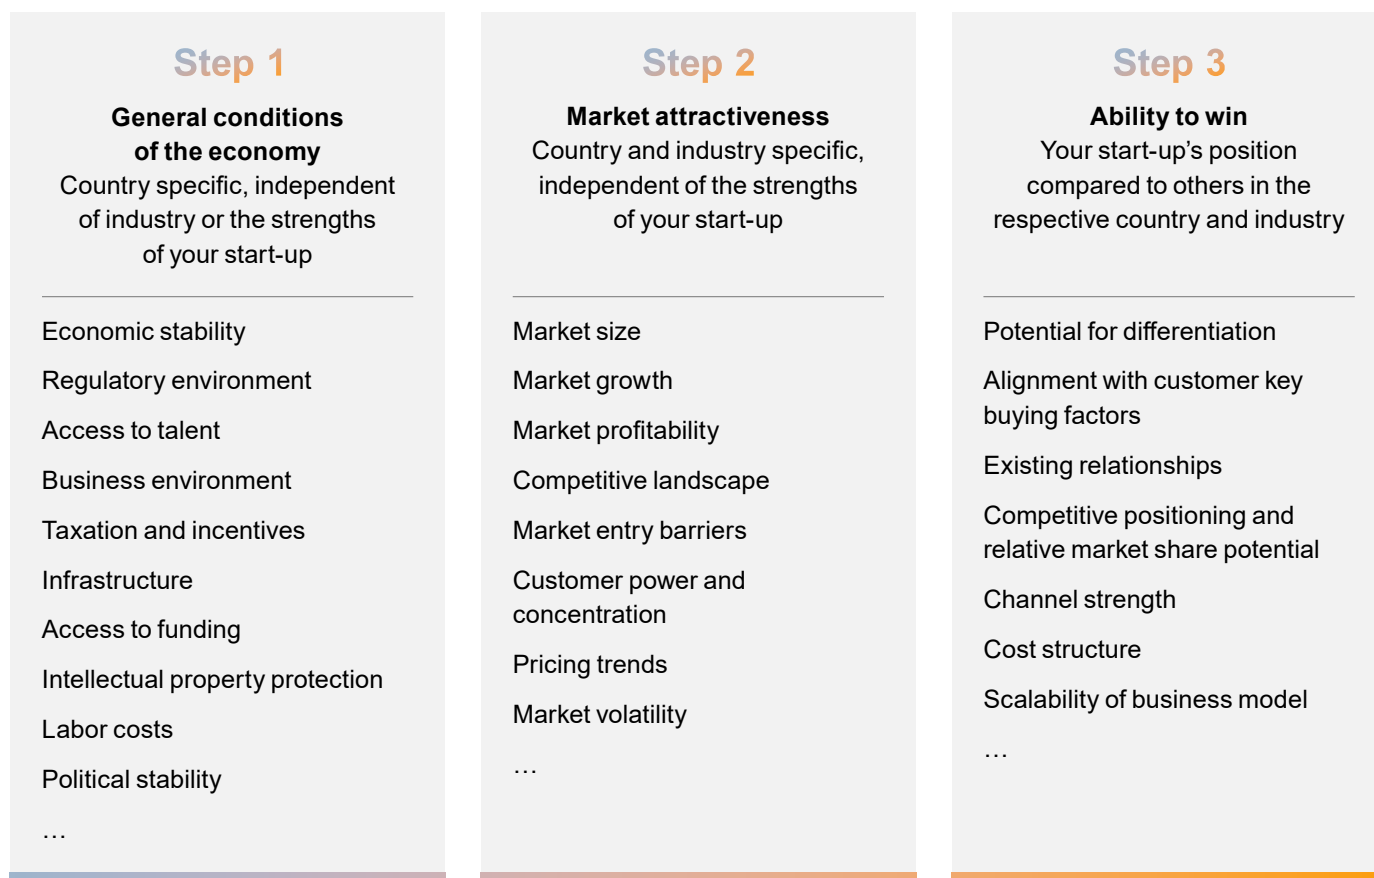 Step 1
General conditions
of the economy
Country specific, independent
of industry or the strengths
of your start-up
Economic stability
Regulatory environment
Access to talent
Business environment
Taxation and incentives
Infrastructure
Access to funding
Intellectual property protection
Labor costs
Political stability
…
Step 2
Market attractiveness
Country and industry specific,
independent of the strengths
of your start-up
Market size
Market growth
Market profitability
Competitive landscape
Market entry barriers
Customer power and
concentration
Pricing trends
Market volatility
…
Step 3
Ability to win
Your start-up’s position
compared to others in the
respective country and industry
Potential for differentiation
Alignment with customer key
buying factors
Existing relationships
Competitive positioning and
relative market share potential
Channel strength
Cost structure
Scalability of business model
…